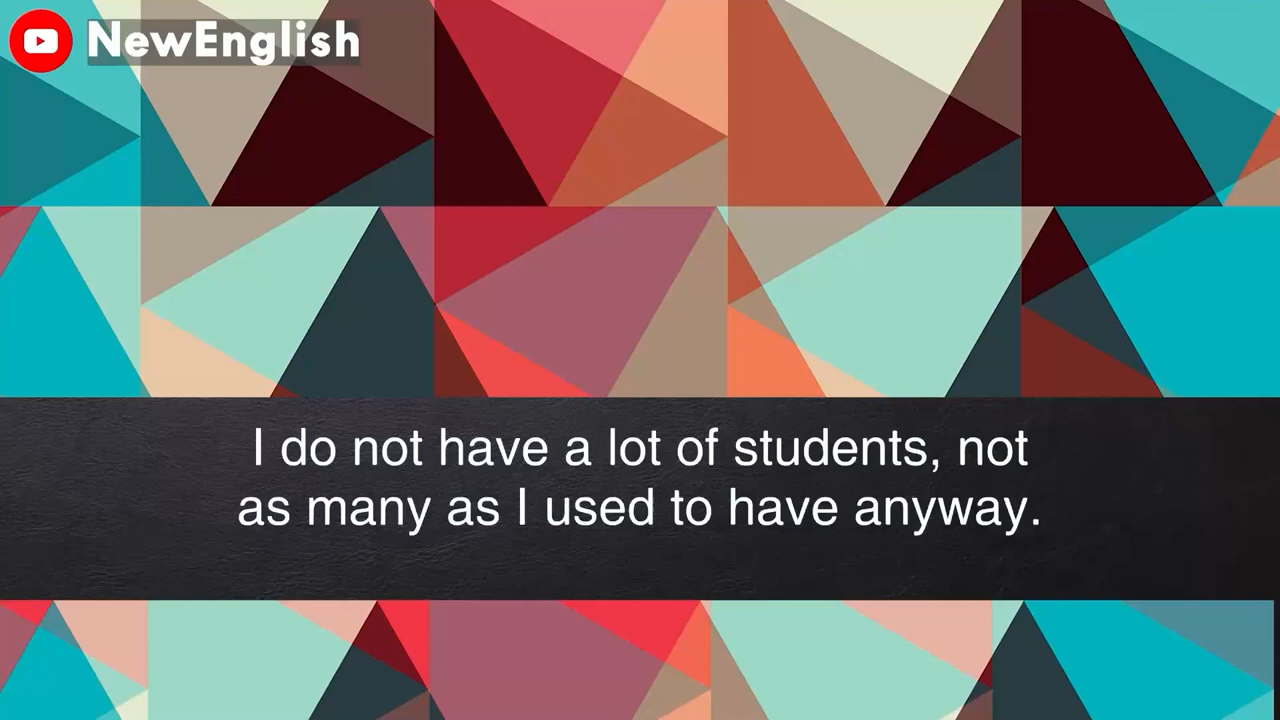 NewEnglish
I do not have a lot of students, not
as many as I used to have anyway.